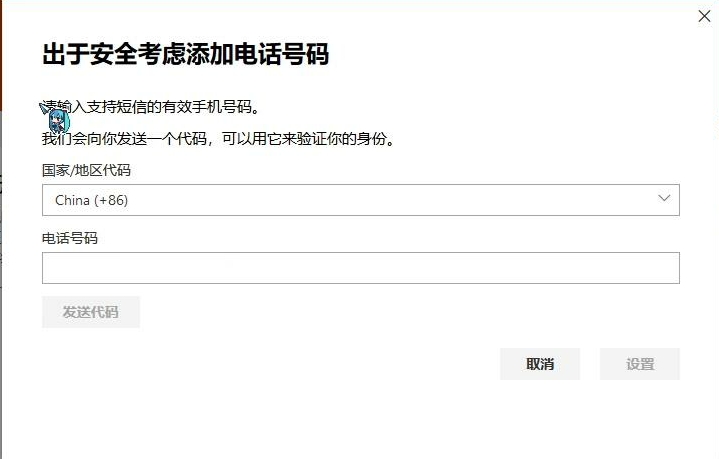 出于安全考虑添加电话号码
请输入支持短信的有效手机号码。
我们会向你发送一个代码，可以用它来验证你的身份。
国家/地区代码
China (+86)
电话号码
发送代码
取消
设置